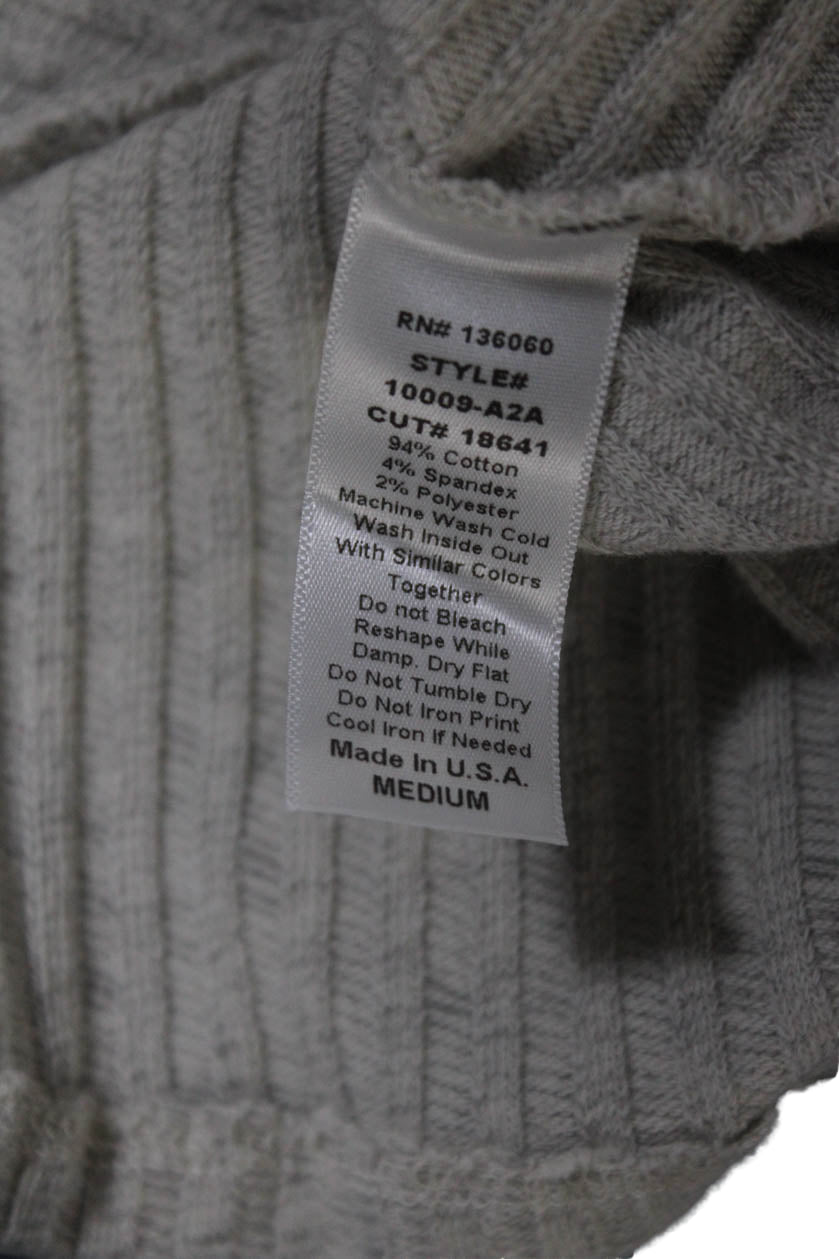 RN# 136060
STYLE#
10009-A2A
CUT# 18641
94% Cotton
4% Spandex
2% Polyester
Machine Wash Cold
Wash Inside Out
With Similar Colors
Together
Do not Bleach
Reshape While
Damp. Dry Flat
Do Not Tumble Dry
Do Not Iron Print
Cool Iron If Needed
Made In U.S.A.
MEDIUM